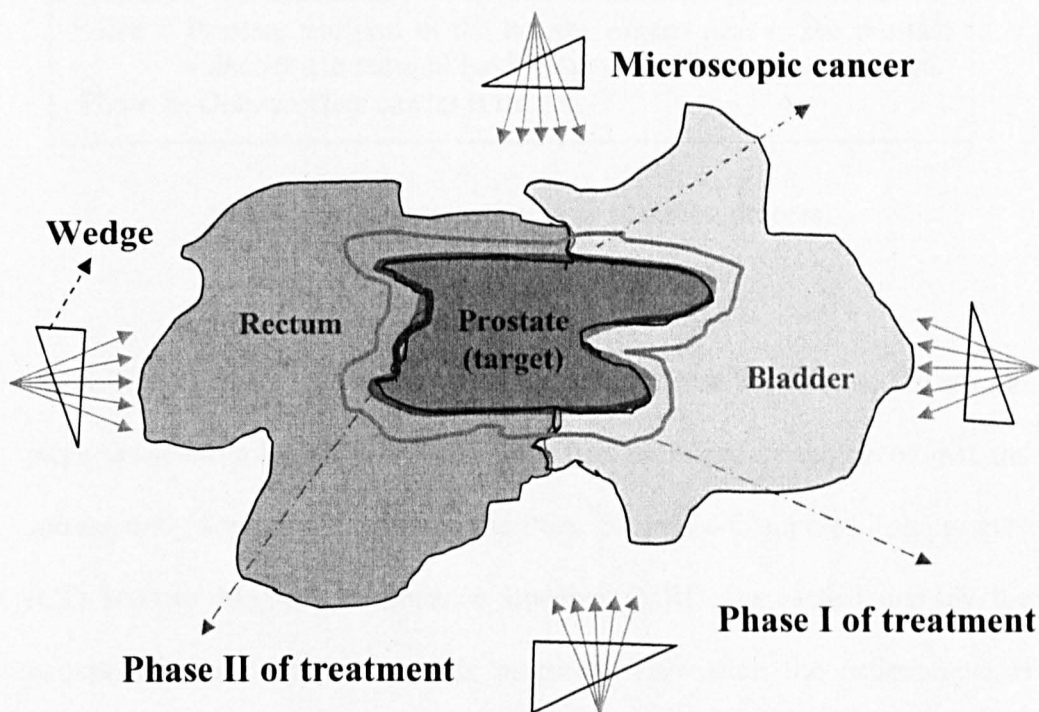 Microscopic cancer
Wedge
Rectum
Prostate
(target)
Bladder
Phase I of treatment
Phase II of treatment